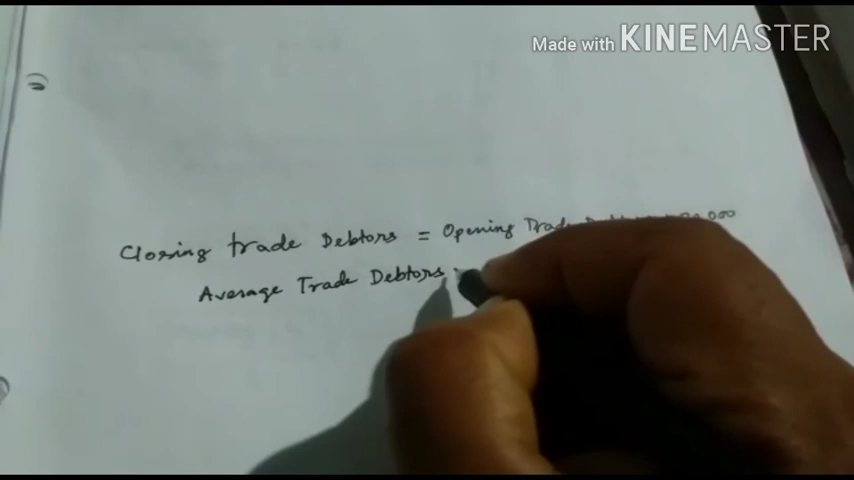 Made with KINEMASTER
Closing trade Debtors = Opening Trade
Average Trade Debtors